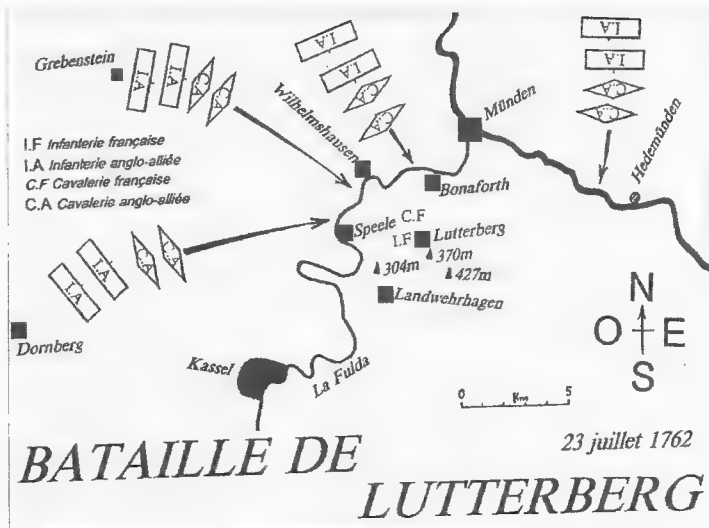 Grebenstein
I.A
I.A
C.A
C.A
I.A
I.A
C.A
C.A
I.A
I.A
C.A
C.A
Wilhelmshausen
Münden
Hedemünden
I.F Infanterie française
I.A Infanterie anglo-alliée
C.F Cavalerie française
C.A Cavalerie anglo-alliée
Bonaforth
Speele
C.F
I.F
Lutterberg
370m
304m
427m
Landwehrhagen
I.A
I.A
C.A
C.A
Dornberg
Kassel
La Fulda
N
O
E
S
0
Km
5
BATAILLE DE
LUTTERBERG
23 juillet 1762